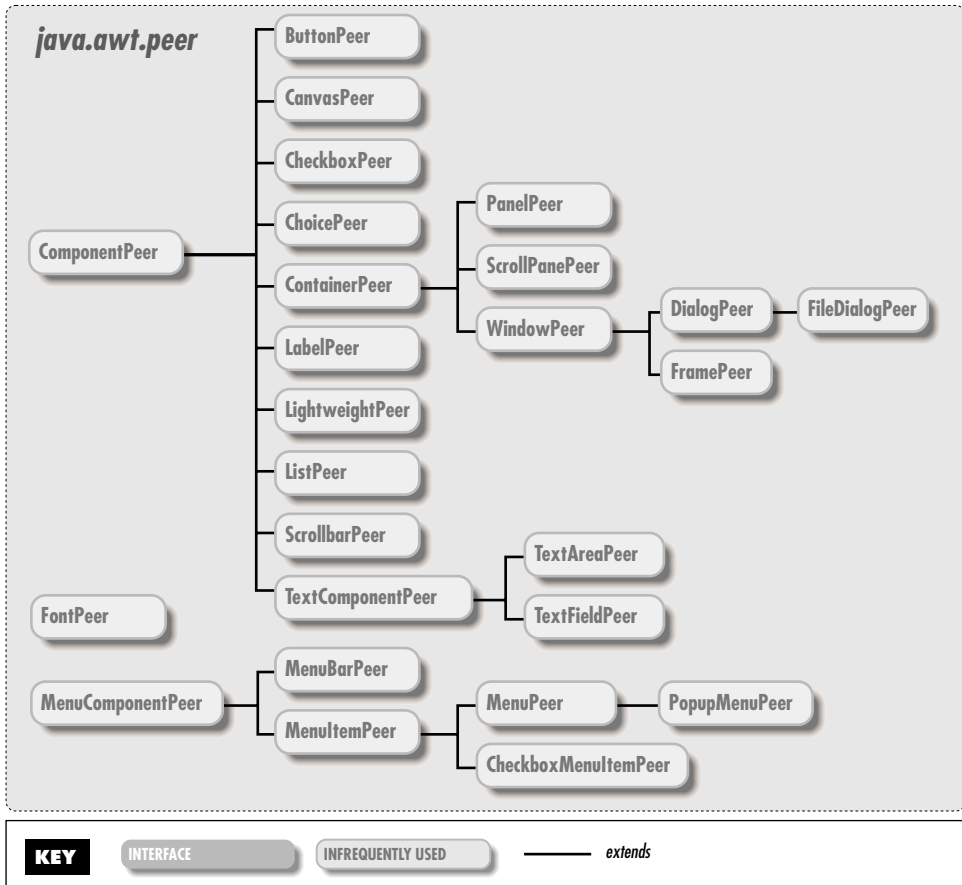 java.awt.peer
ButtonPeer
CanvasPeer
CheckboxPeer
ChoicePeer
PanelPeer
ComponentPeer
ScrollPanePeer
ContainerPeer
DialogPeer
FileDialogPeer
WindowPeer
LabelPeer
FramePeer
LightweightPeer
ListPeer
ScrollbarPeer
TextAreaPeer
TextComponentPeer
FontPeer
TextFieldPeer
MenuBarPeer
MenuComponentPeer
MenuPeer
PopupMenuPeer
MenuItemPeer
CheckboxMenuItemPeer
KEY
INTERFACE
INFREQUENTLY USED
extends